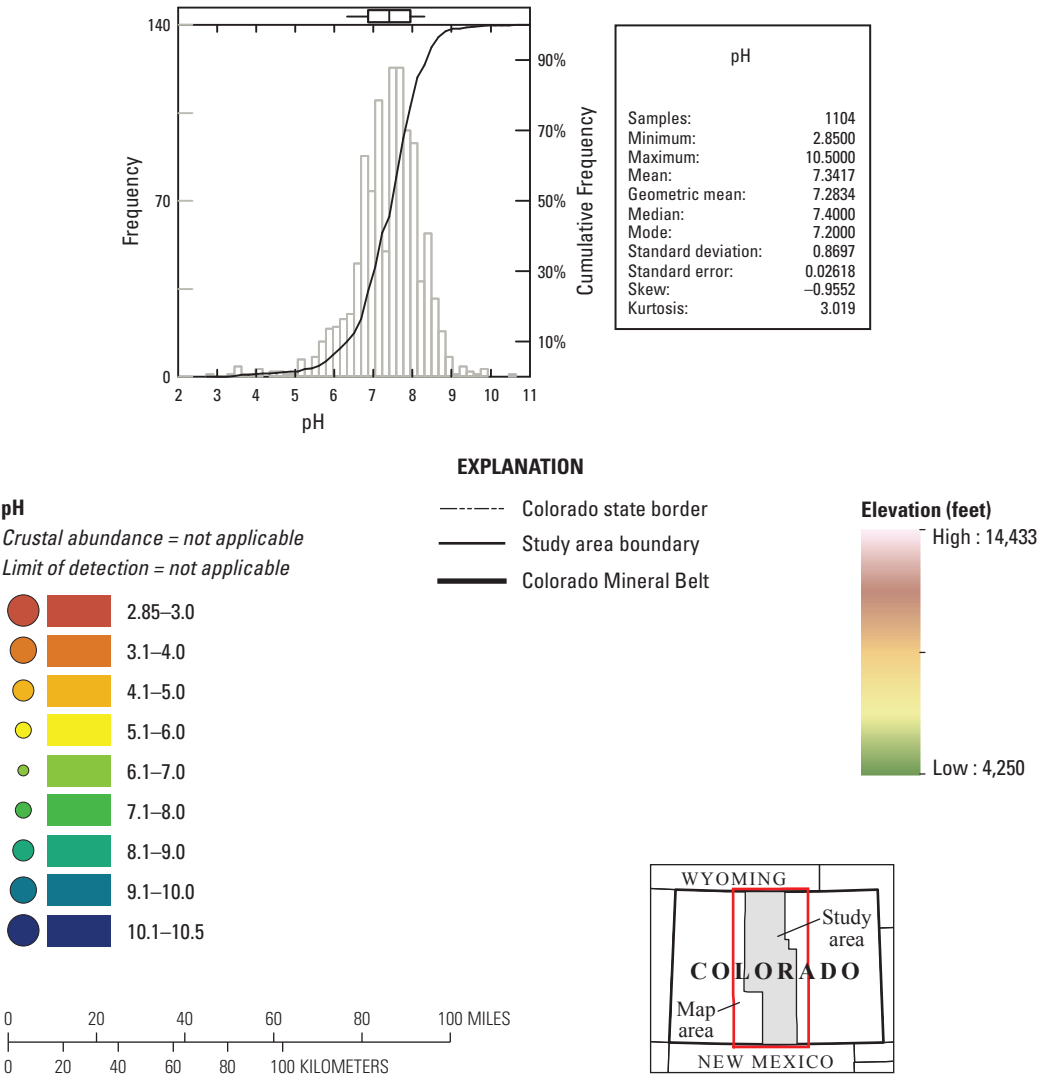 140
70
0
Frequency
2 3 4 5 6 7 8 9 10 11
pH
90%
70%
50%
30%
10%
Cumulative Frequency
pH
Samples: 1104
Minimum: 2.8500
Maximum: 10.5000
Mean: 7.3417
Geometric mean: 7.2834
Median: 7.4000
Mode: 7.2000
Standard deviation: 0.8697
Standard error: 0.02618
Skew: –0.9552
Kurtosis: 3.019
EXPLANATION
pH
Crustal abundance = not applicable
Limit of detection = not applicable
2.85–3.0
3.1–4.0
4.1–5.0
5.1–6.0
6.1–7.0
7.1–8.0
8.1–9.0
9.1–10.0
10.1–10.5
Colorado state border
Study area boundary
Colorado Mineral Belt
Elevation (feet)
High : 14,433
Low : 4,250
0 20 40 60 80 100 MILES
0 20 40 60 80 100 KILOMETERS
WYOMING
Study
area
COLORADO
Map
area
NEW MEXICO